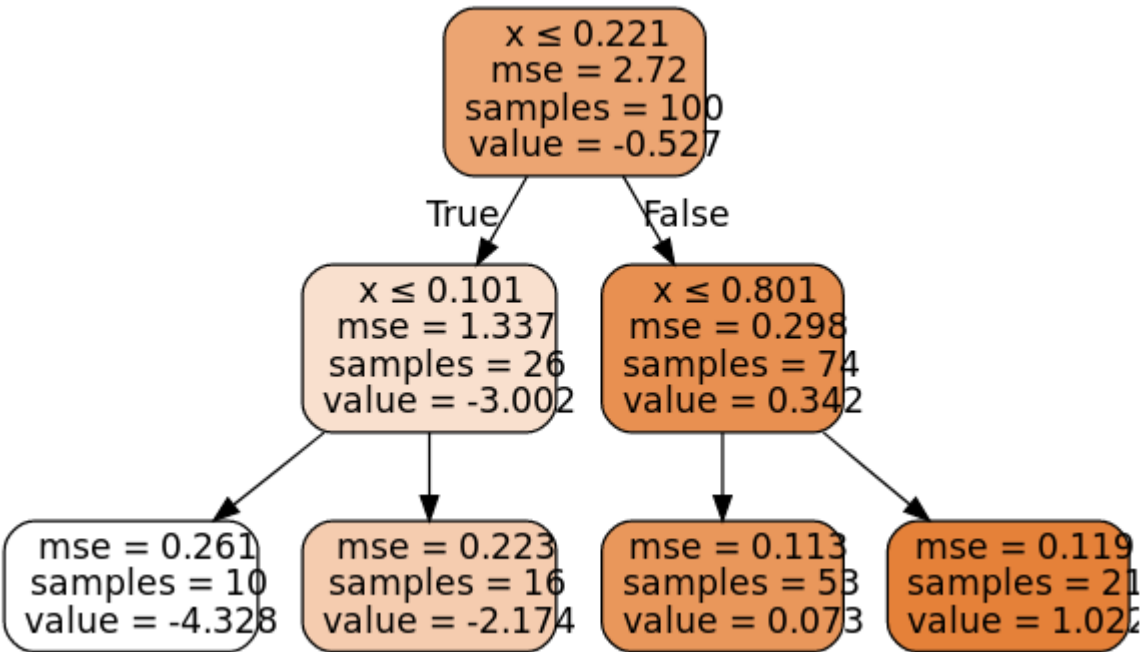 x ≤ 0.221
mse = 2.72
samples = 100
value = -0.527
True
False
x ≤ 0.101
mse = 1.337
samples = 26
value = -3.002
x ≤ 0.801
mse = 0.298
samples = 74
value = 0.342
mse = 0.261
samples = 10
value = -4.328
mse = 0.223
samples = 16
value = -2.174
mse = 0.113
samples = 53
value = 0.073
mse = 0.119
samples = 21
value = 1.022